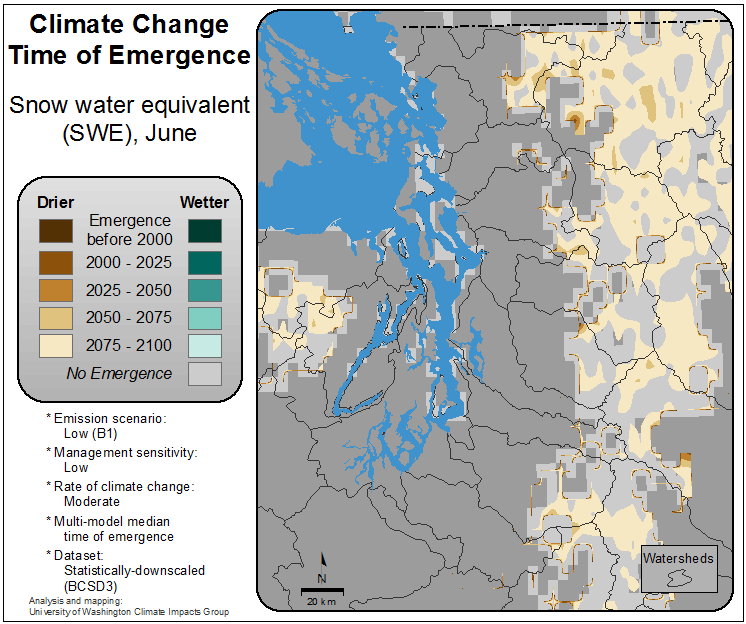 Climate Change
Time of Emergence
Snow water equivalent
(SWE), June
Drier
Wetter
Emergence
before 2000
2000 - 2025
2025 - 2050
2050 - 2075
2075 - 2100
No Emergence
* Emission scenario:
Low (B1)
* Management sensitivity:
Low
* Rate of climate change:
Moderate
* Multi-model median
time of emergence
* Dataset:
Statistically-downscaled
(BCSD3)
Analysis and mapping:
University of Washington Climate Impacts Group
N
20 km
Watersheds